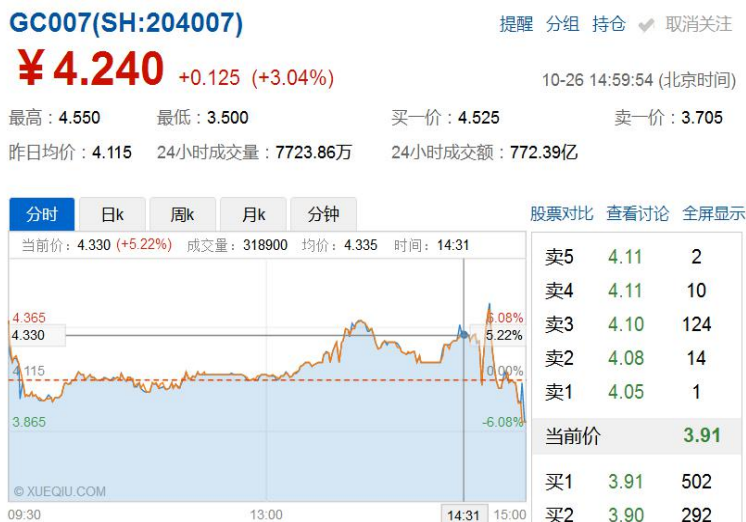 GC007(SH:204007)
提醒 分组 持仓 取消关注
¥4.240 +0.125 (+3.04%)
10-26 14:59:54 (北京时间)
最高：4.550 最低：3.500 买一价：4.525 卖一价：3.705
昨日均价：4.115 24小时成交量：7723.86万 24小时成交额：772.39亿
分时 日k 周k 月k 分钟
股票对比 查看讨论 全屏显示
当前价：4.330 (+5.22%) 成交量：318900 均价：4.335 时间：14:31
4.365
6.08%
4.330
5.22%
4.115
0.00%
3.865
-6.08%
© XUEQIU.COM
09:30 13:00 14:31 15:00
卖5 4.11 2
卖4 4.11 10
卖3 4.10 124
卖2 4.08 14
卖1 4.05 1
当前价 3.91
买1 3.91 502
买2 3.90 292